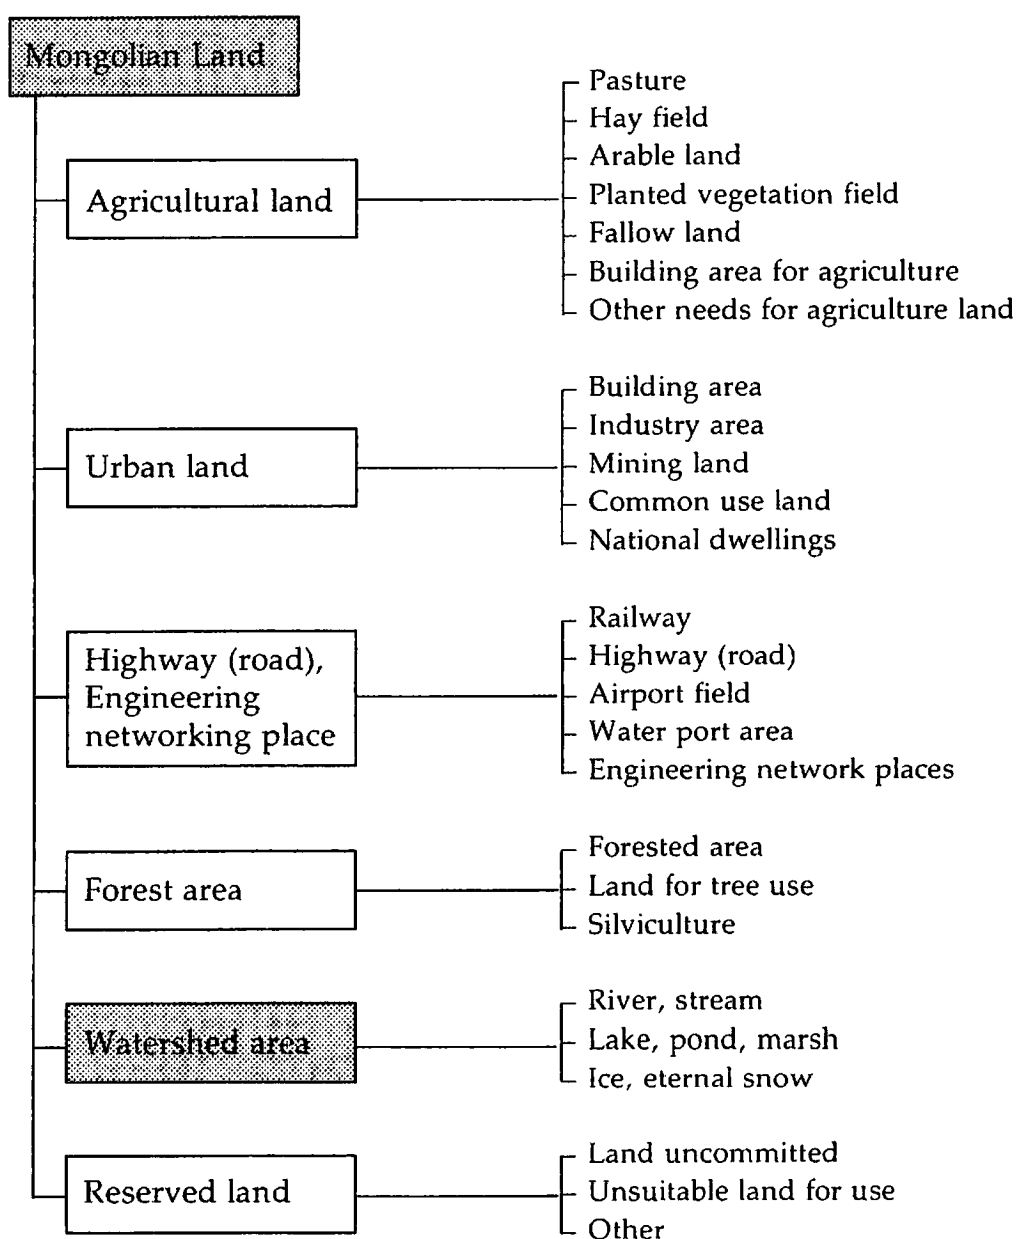 Mongolian Land
Agricultural land
Pasture
Hay field
Arable land
Planted vegetation field
Fallow land
Building area for agriculture
Other needs for agriculture land
Urban land
Building area
Industry area
Mining land
Common use land
National dwellings
Highway (road),
Engineering
networking place
Railway
Highway (road)
Airport field
Water port area
Engineering network places
Forest area
Forested area
Land for tree use
Silviculture
Watershed area
River, stream
Lake, pond, marsh
Ice, eternal snow
Reserved land
Land uncommitted
Unsuitable land for use
Other